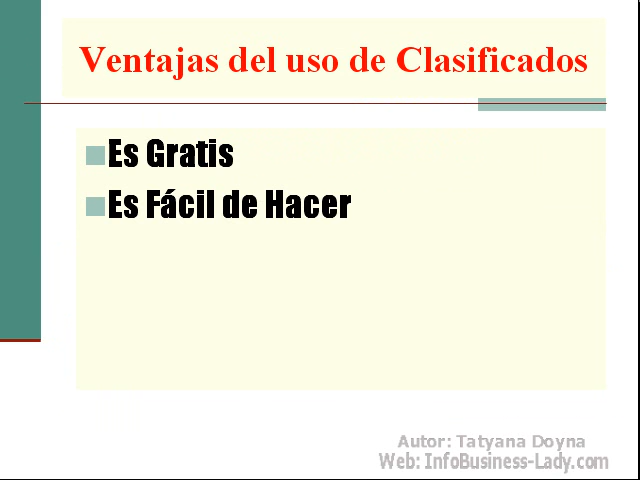 Ventajas del uso de Clasificados
Es Gratis
Es Fácil de Hacer
Autor: Tatyana Doyna
Web: InfoBusiness-Lady.com